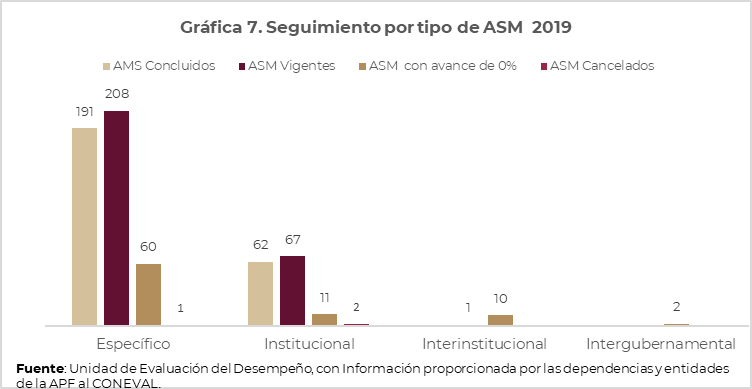 Gráfica 7. Seguimiento por tipo de ASM 2019
AMS Concluidos ASM Vigentes ASM con avance de 0% ASM Cancelados
191 208 60 1
62 67 11 2
1 10
2
Específico Institucional Interinstitucional Intergubernamental
Fuente: Unidad de Evaluación del Desempeño, con Información proporcionada por las dependencias y entidades
de la APF al CONEVAL.